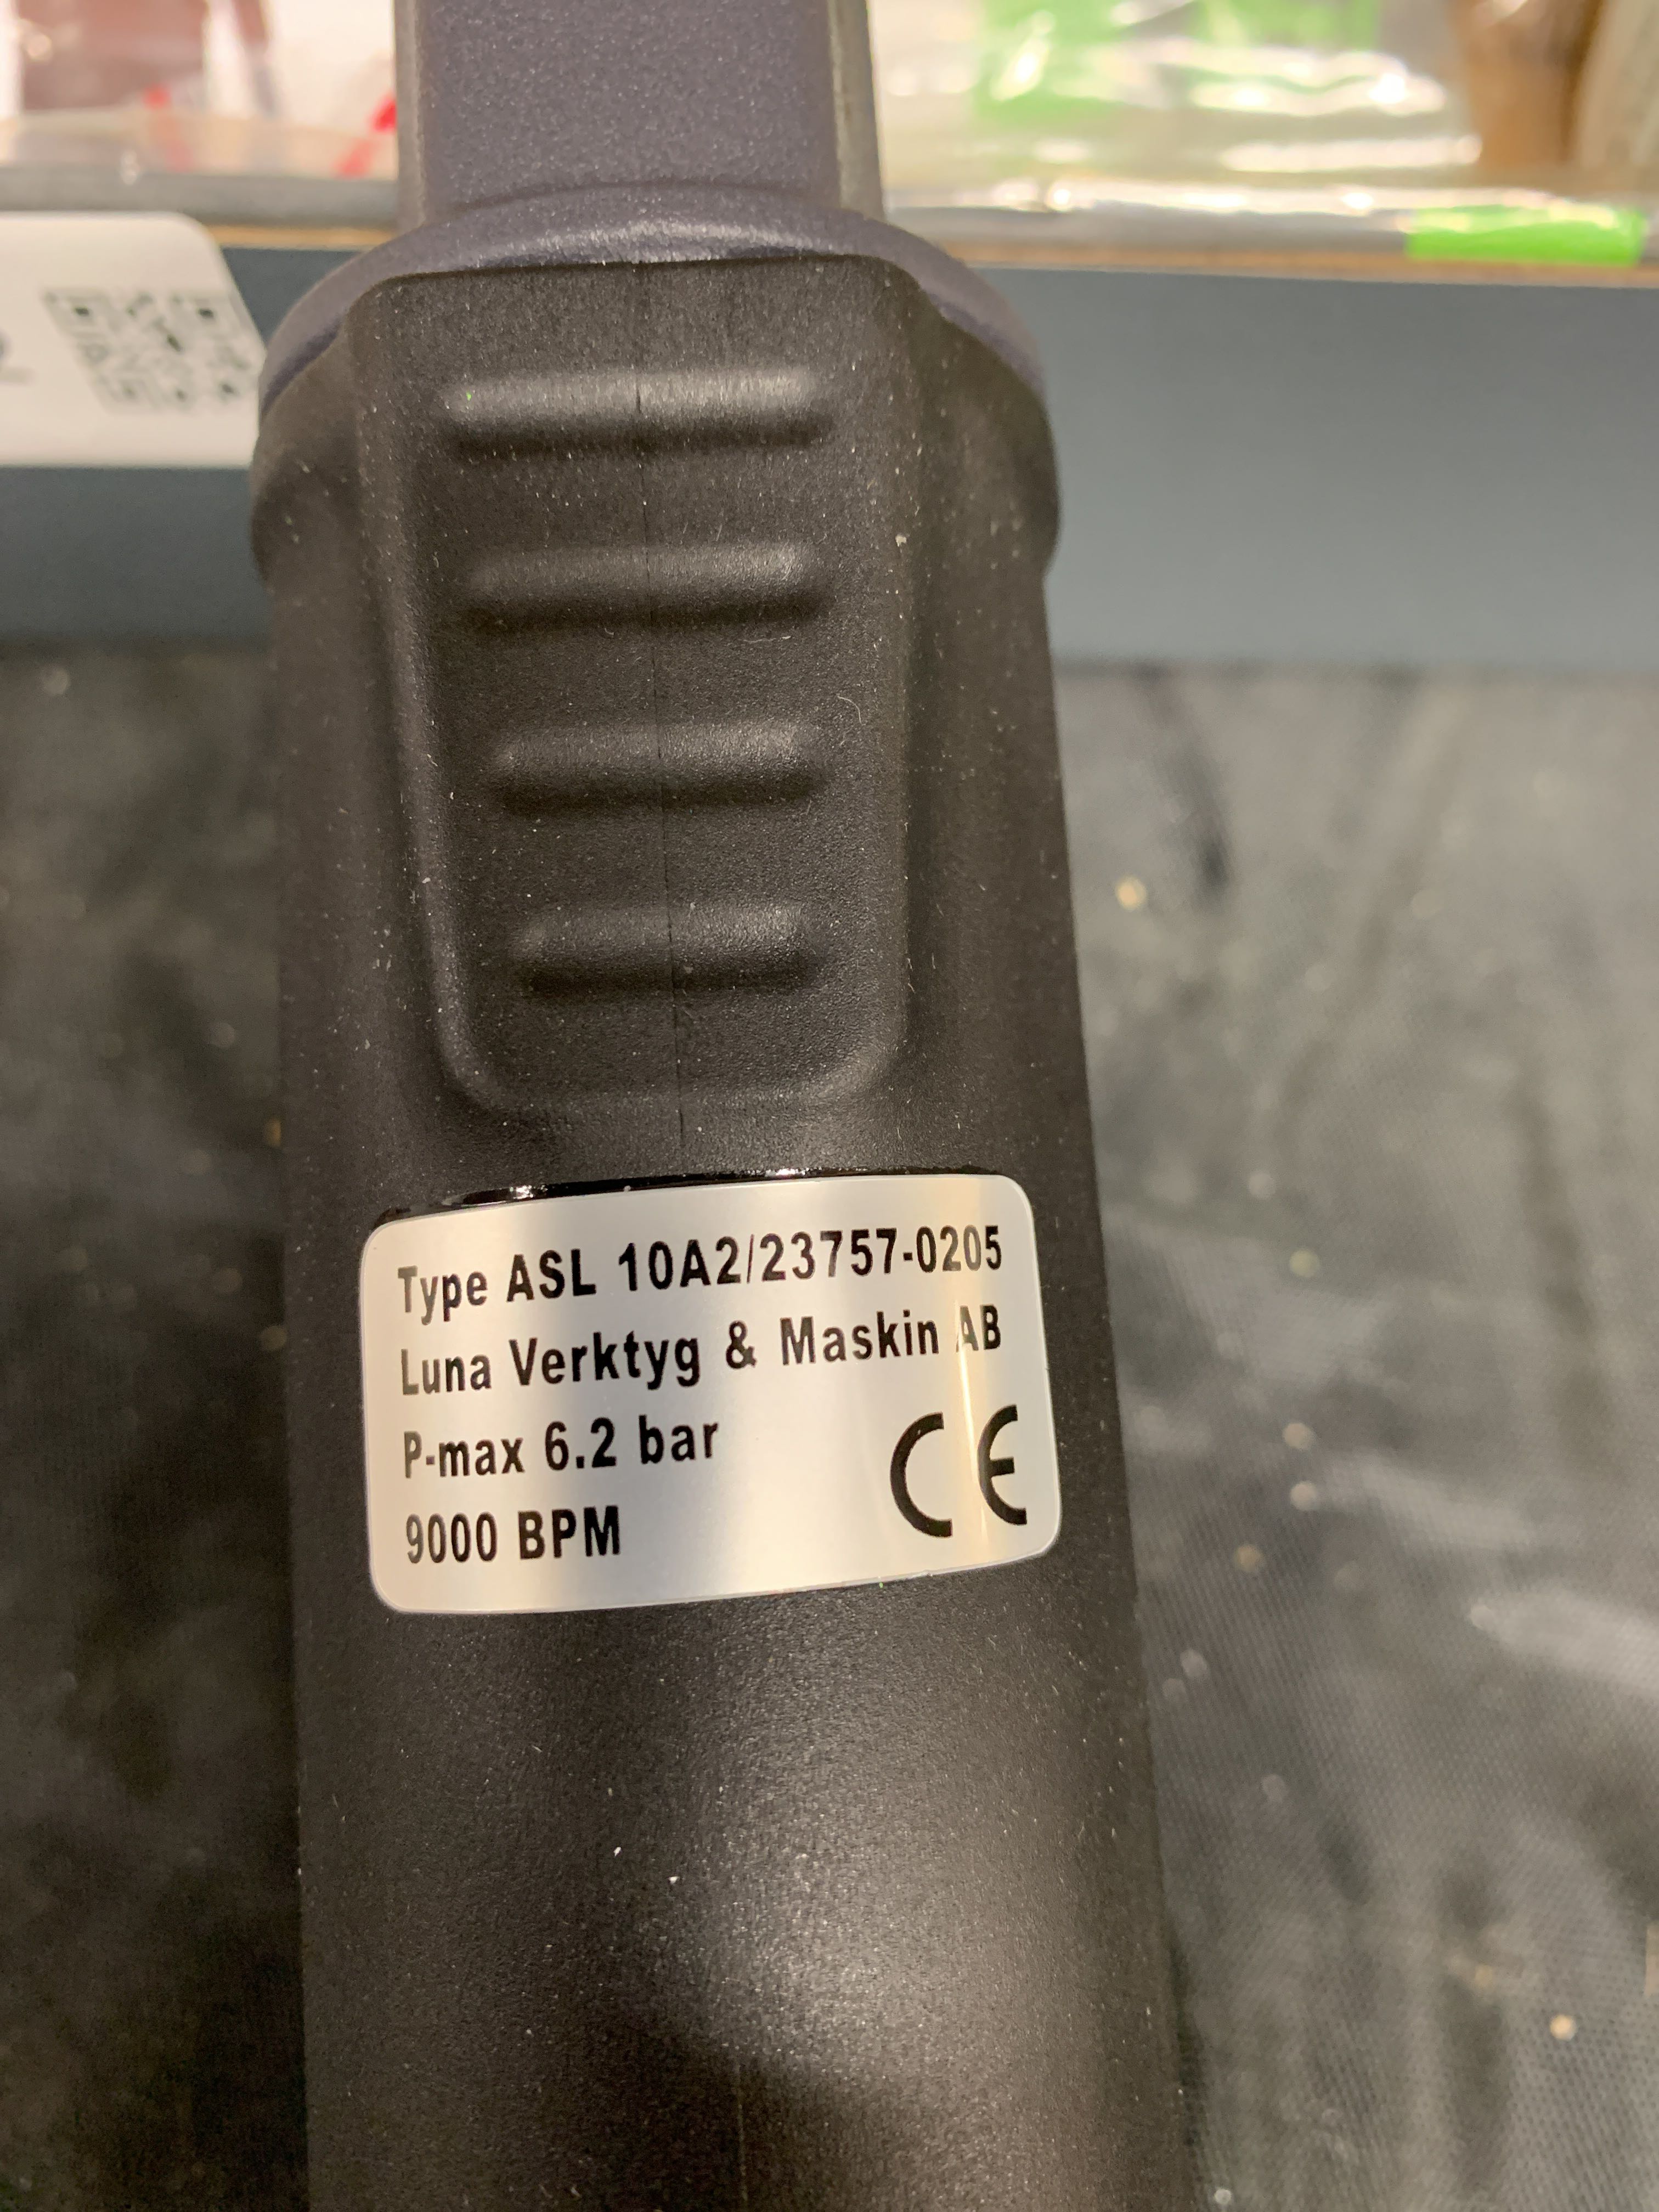 Type ASL 10A2/23757-0205
Luna Verktyg & Maskin AB
P-max 6.2 bar
9000 BPM
CE